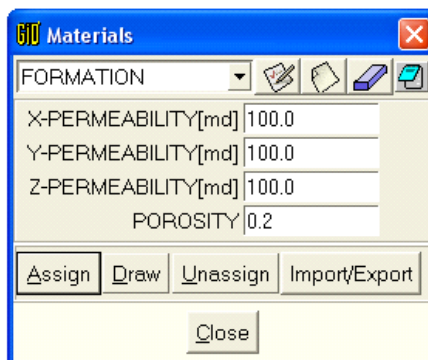 GiD Materials
FORMATION
X-PERMEABILITY[md] 100.0
Y-PERMEABILITY[md] 100.0
Z-PERMEABILITY[md] 100.0
POROSITY 0.2
Assign Draw Unassign Import/Export
Close